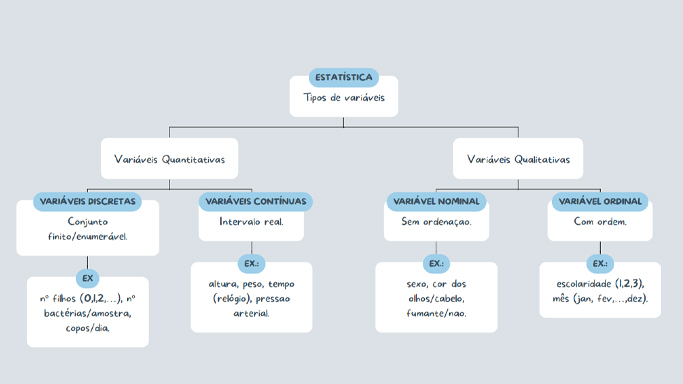 ESTATÍSTICA
Tipos de variáveis
Variáveis Quantitativas
Variáveis Qualitativas
VARIÁVEIS DISCRETAS
Conjunto
finito/enumerável.
VARIÁVEIS CONTÍNUAS
Intervalo real.
VARIÁVEL NOMINAL
Sem ordenaçao.
VARIÁVEL ORDINAL
Com ordem.
EX
nº filhos (0,1,2,...), nº
bactérias/amostra,
copos/dia.
EX.:
altura, peso, tempo
(relógio), pressao
arterial.
EX.:
sexo, cor dos
olhos/cabelo,
fumante/nao.
EX.:
escolaridade (1,2,3),
mês (jan, fev,...,dez).